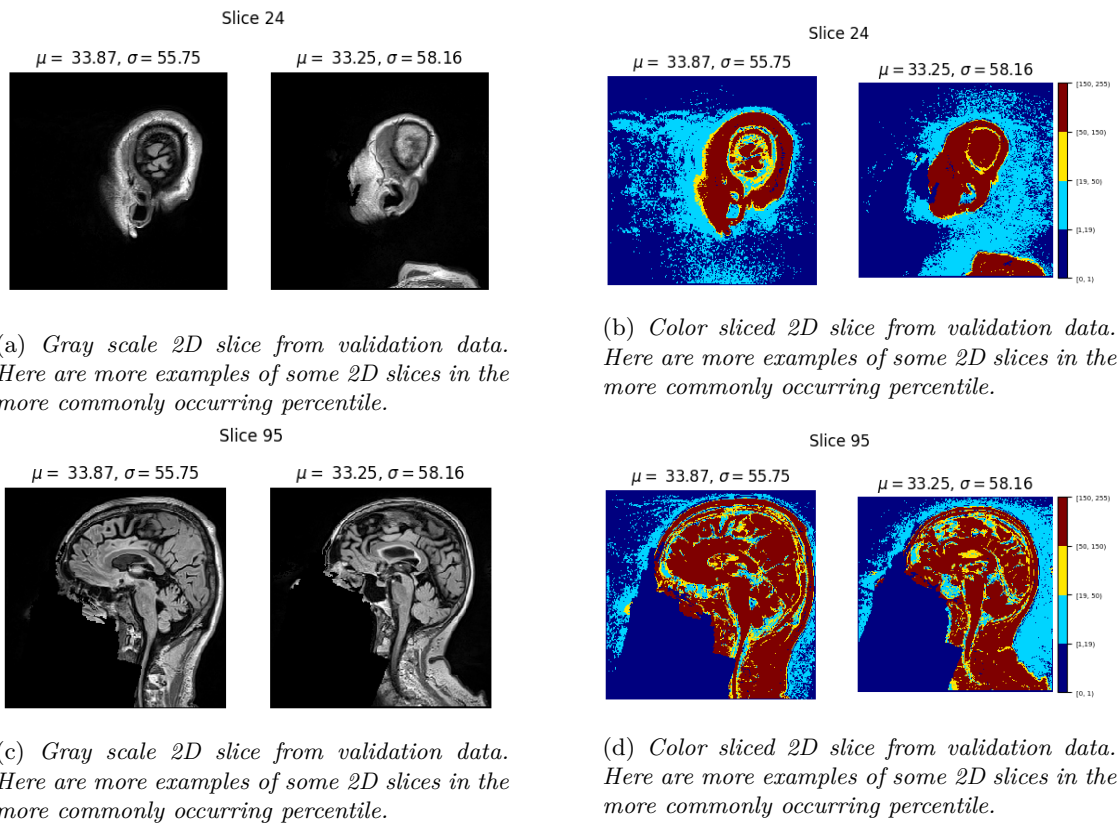 Slice 24
μ = 33.87, σ = 55.75
μ = 33.25, σ = 58.16
(a) Gray scale 2D slice from validation data.
Here are more examples of some 2D slices in the
more commonly occurring percentile.
Slice 24
μ = 33.87, σ = 55.75
μ = 33.25, σ = 58.16
[150, 255)
[50, 150)
[19, 50)
[1,19)
[0, 1)
(b) Color sliced 2D slice from validation data.
Here are more examples of some 2D slices in the
more commonly occurring percentile.
Slice 95
μ = 33.87, σ = 55.75
μ = 33.25, σ = 58.16
(c) Gray scale 2D slice from validation data.
Here are more examples of some 2D slices in the
more commonly occurring percentile.
Slice 95
μ = 33.87, σ = 55.75
μ = 33.25, σ = 58.16
[150, 255)
[50, 150)
[19, 50)
[1,19)
[0, 1)
(d) Color sliced 2D slice from validation data.
Here are more examples of some 2D slices in the
more commonly occurring percentile.